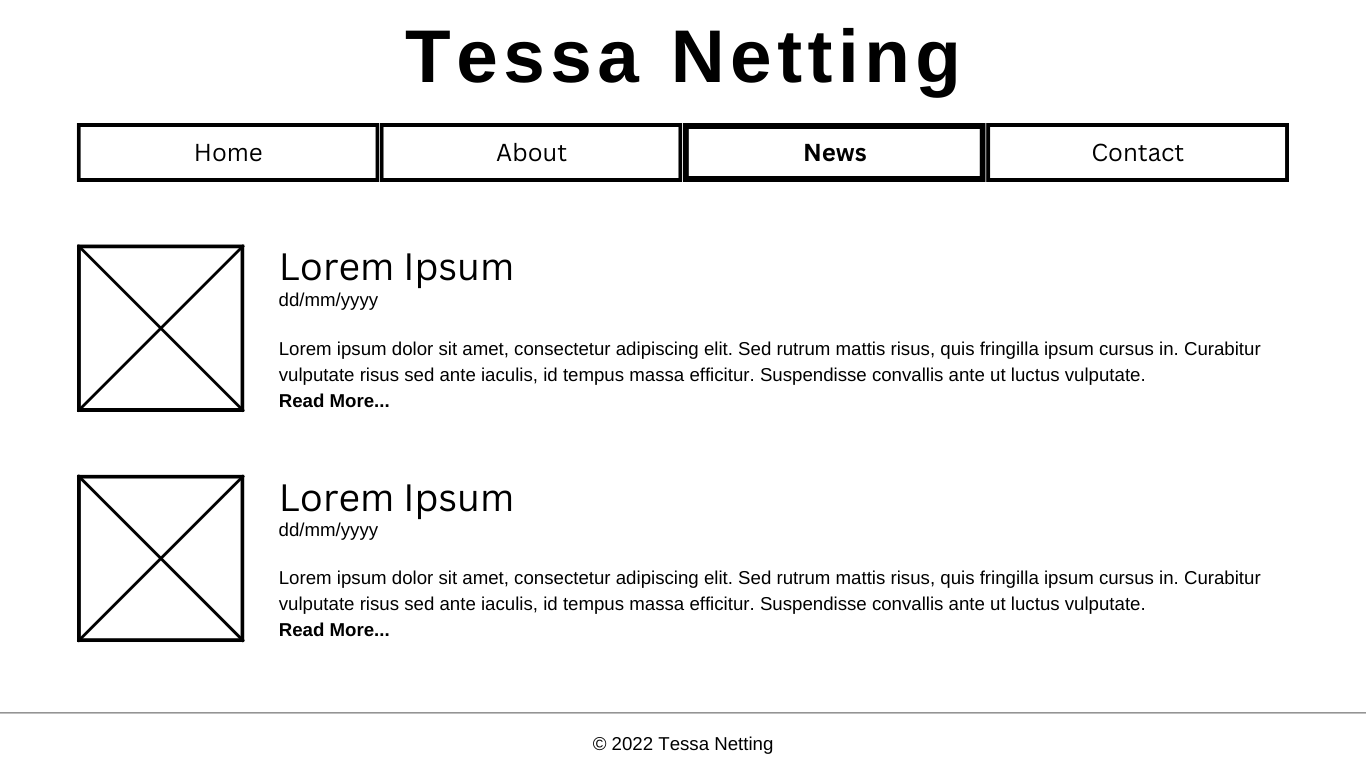 Tessa Netting
Home
About
News
Contact
Lorem Ipsum
dd/mm/yyyy
Lorem ipsum dolor sit amet, consectetur adipiscing elit. Sed rutrum mattis risus, quis fringilla ipsum cursus in. Curabitur
vulputate risus sed ante iaculis, id tempus massa efficitur. Suspendisse convallis ante ut luctus vulputate.
Read More...
Lorem Ipsum
dd/mm/yyyy
Lorem ipsum dolor sit amet, consectetur adipiscing elit. Sed rutrum mattis risus, quis fringilla ipsum cursus in. Curabitur
vulputate risus sed ante iaculis, id tempus massa efficitur. Suspendisse convallis ante ut luctus vulputate.
Read More...
© 2022 Tessa Netting